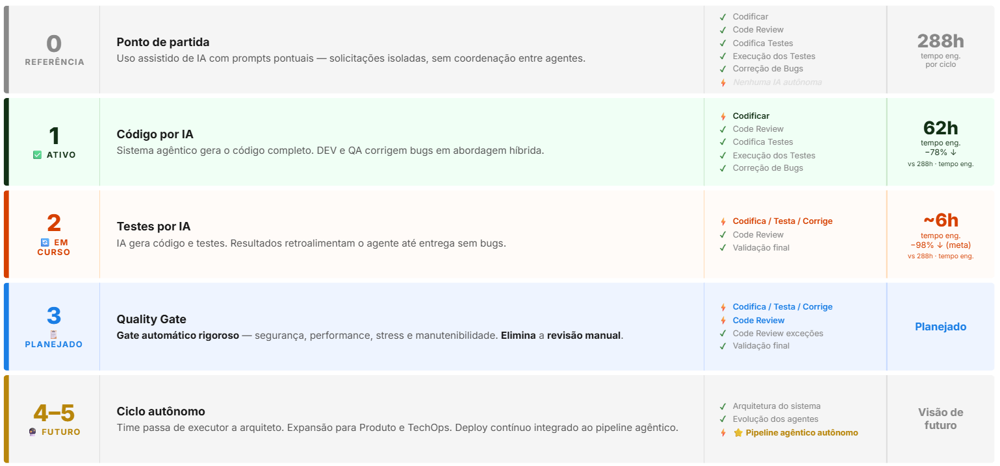 0
REFERÊNCIA
Ponto de partida
Uso assistido de IA com prompts pontuais — solicitações isoladas, sem coordenação entre agentes.
✓ Codificar
✓ Code Review
✓ Codifica Testes
✓ Execução dos Testes
✓ Correção de Bugs
⚡ Nenhuma IA autônoma
288h
tempo eng.
por ciclo
1
✅ ATIVO
Código por IA
Sistema agêntico gera o código completo. DEV e QA corrigem bugs em abordagem híbrida.
⚡ Codificar
✓ Code Review
✓ Codifica Testes
✓ Execução dos Testes
✓ Correção de Bugs
62h
tempo eng.
−78% ↓
vs 288h · tempo eng.
2
🔄 EM
CURSO
Testes por IA
IA gera código e testes. Resultados retroalimentam o agente até entrega sem bugs.
⚡ Codifica / Testa / Corrige
✓ Code Review
✓ Validação final
~6h
tempo eng.
−98% ↓ (meta)
vs 288h · tempo eng.
3
📋
PLANEJADO
Quality Gate
Gate automático rigoroso — segurança, performance, stress e manutenibilidade. Elimina a revisão manual.
⚡ Codifica / Testa / Corrige
⚡ Code Review
✓ Code Review exceções
✓ Validação final
Planejado
4–5
🔮 FUTURO
Ciclo autônomo
Time passa de executor a arquiteto. Expansão para Produto e TechOps. Deploy contínuo integrado ao pipeline agêntico.
✓ Arquitetura do sistema
✓ Evolução dos agentes
⚡ ⭐ Pipeline agêntico autônomo
Visão de
futuro